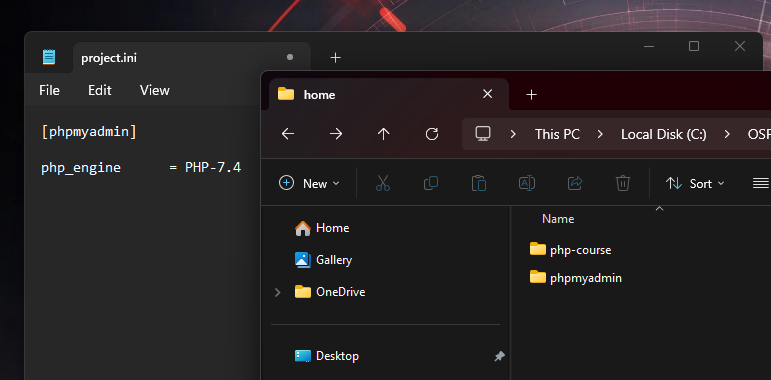 project.ini
File Edit View
[phpmyadmin]
php_engine = PHP-7.4
home
This PC Local Disk (C:) OSP
New Sort
Home
Gallery
OneDrive
Desktop
Name
php-course
phpmyadmin